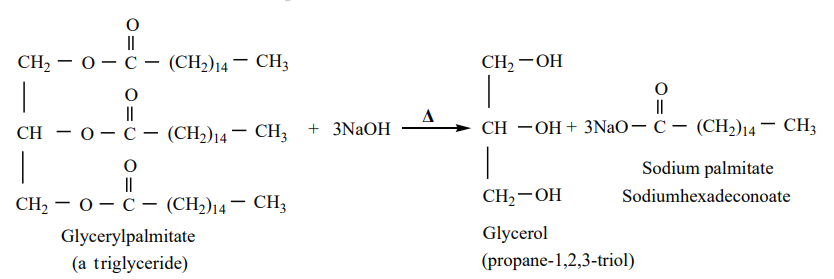 O
||
CH₂ — O — C — (CH₂)₁₄ — CH₃
O
||
CH — O — C — (CH₂)₁₄ — CH₃ + 3NaOH
O
||
CH₂ — O — C — (CH₂)₁₄ — CH₃
Glycerylpalmitate
(a triglyceride)
Δ
CH₂ — OH
CH — OH + 3NaO — C — (CH₂)₁₄ — CH₃
O
||
CH₂ — OH
Sodium palmitate
Sodiumhexadeconoate
Glycerol
(propane-1,2,3-triol)